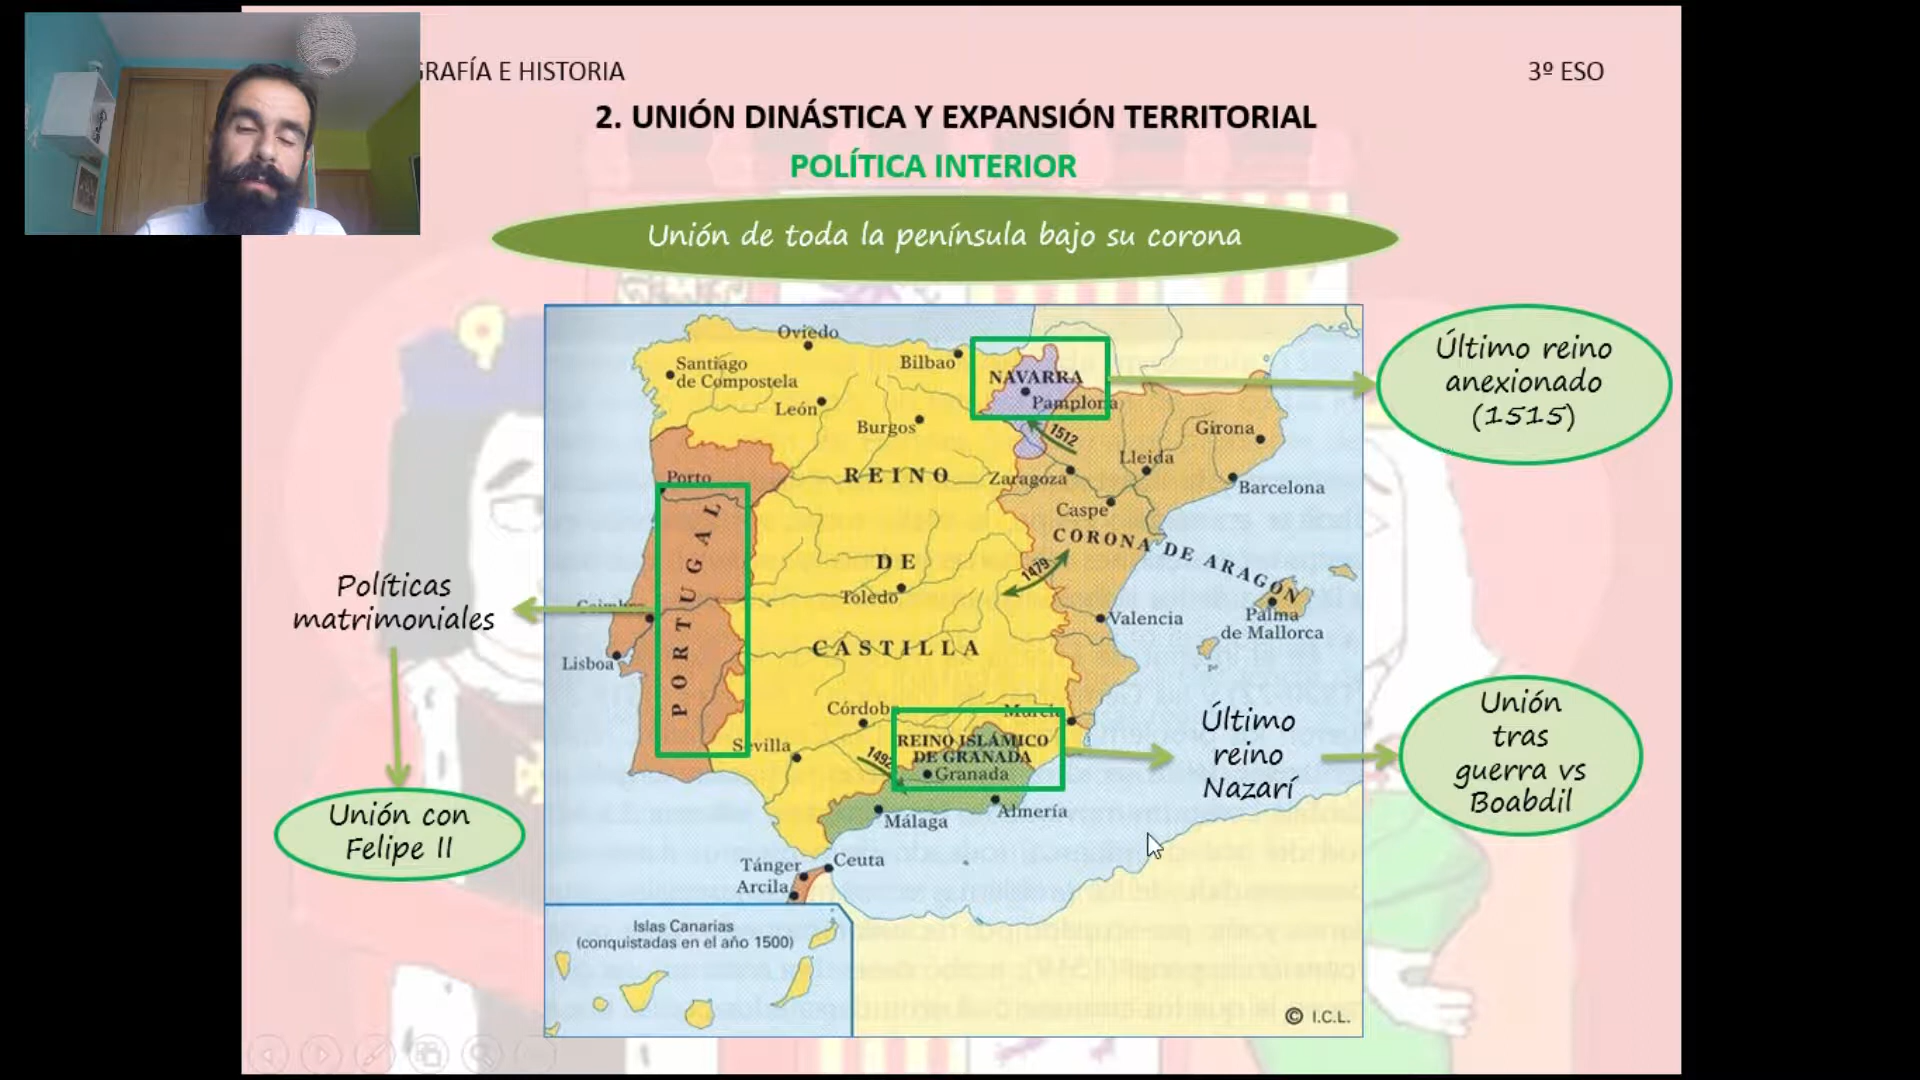 GRAFÍA E HISTORIA
3º ESO
2. UNIÓN DINÁSTICA Y EXPANSIÓN TERRITORIAL
POLÍTICA INTERIOR
Unión de toda la península bajo su corona
Último reino
anexionado
(1515)
Oviedo
Santiago
de Compostela
Bilbao
NAVARRA
Pamplona
León
Burgos
1512
Girona
Lleida
REINO
Zaragoza
Porto
Barcelona
Caspe
CORONA DE ARAGÓN
PORTUGAL
DE
1479
Toledo
Coimbra
Palma
de Mallorca
Valencia
CASTILLA
Lisboa
Políticas
matrimoniales
Córdoba
Murcia
Sevilla
1492
REINO ISLÁMICO
DE GRANADA
Granada
Málaga
Almería
Último
reino
Nazarí
Unión
tras
guerra vs
Boabdil
Unión con
Felipe II
Tánger
Ceuta
Arcila
Islas Canarias
(conquistadas en el año 1500)
© I.C.L.